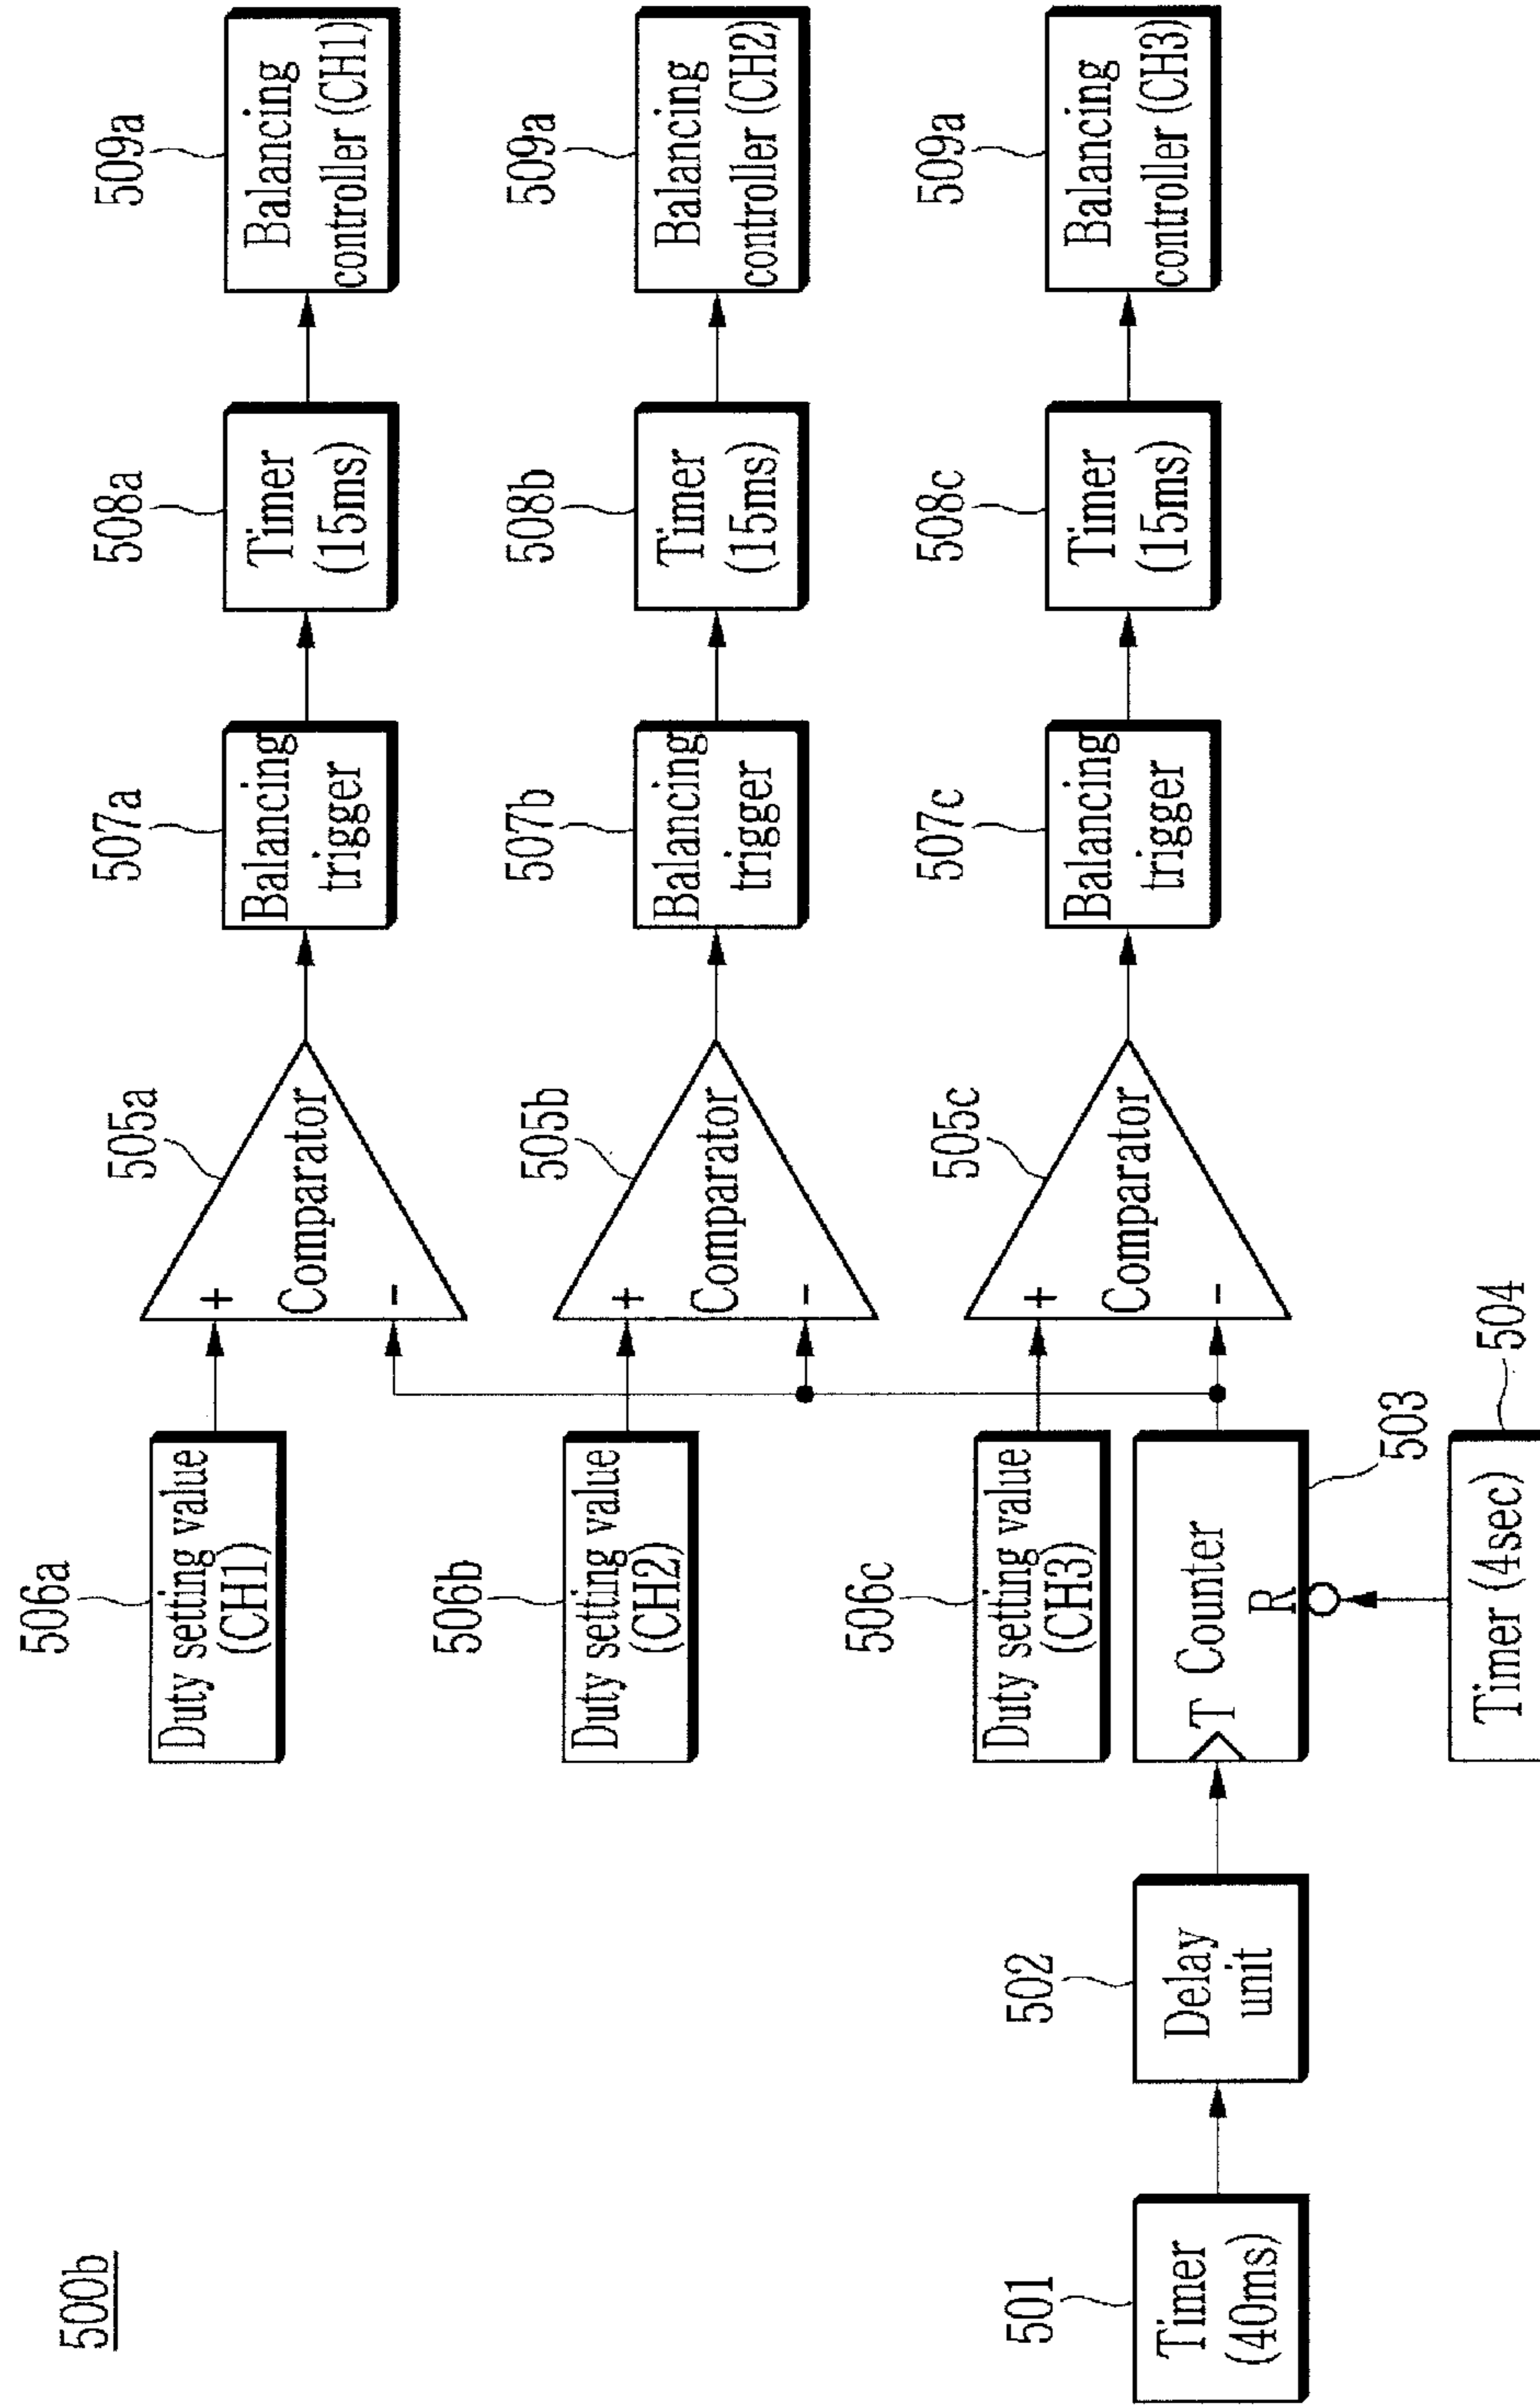 500b
506a
Duty setting value
(CH1)
505a
+
Comparator
-
507a
Balancing
trigger
508a
Timer
(15ms)
509a
Balancing
controller (CH1)
506b
Duty setting value
(CH2)
505b
+
Comparator
-
507b
Balancing
trigger
508b
Timer
(15ms)
509a
Balancing
controller (CH2)
506c
Duty setting value
(CH3)
505c
+
Comparator
-
507c
Balancing
trigger
508c
Timer
(15ms)
509a
Balancing
controller (CH3)
501
Timer
(40ms)
502
Delay
unit
T Counter
R
503
Timer (4sec)
504